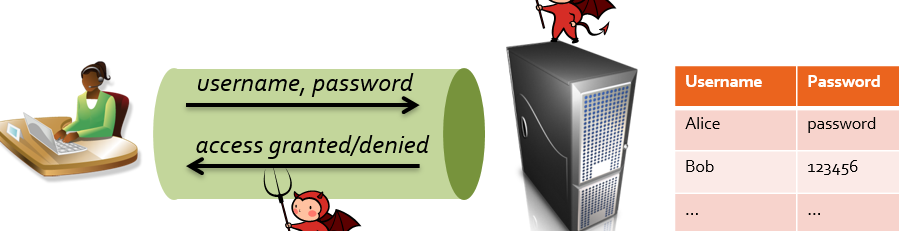 username, password
access granted/denied
Username Password
Alice password
Bob 123456
... ...